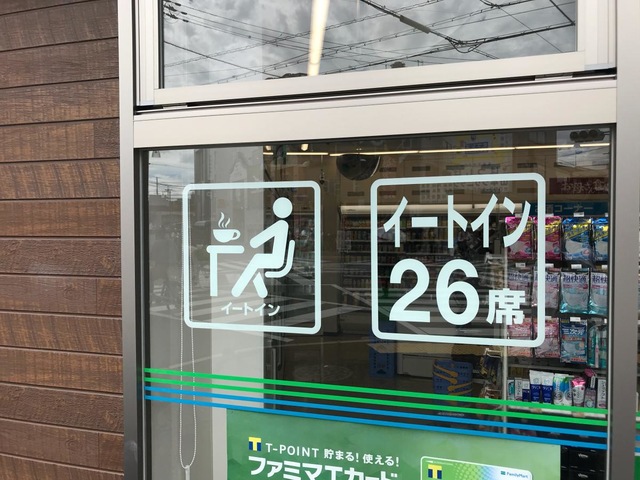 イートイン
イートイン
26席
T-POINT 貯まる!使える!
ファミマTカード
FamilyMart